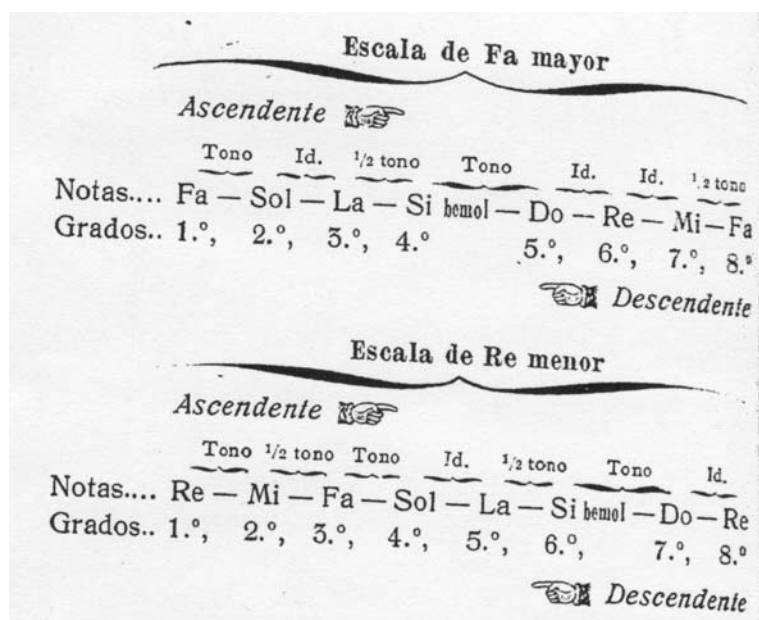 Escala de Fa mayor
Ascendente
Tono Id. 1/2 tono Tono Id. Id. 1/2 tono
Notas.... Fa — Sol — La — Si bemol — Do — Re — Mi — Fa
Grados.. 1.º, 2.º, 3.º, 4.º 5.º, 6.º, 7.º, 8.º
Descendente
Escala de Re menor
Ascendente
Tono 1/2 tono Tono Id. 1/2 tono Tono Id.
Notas.... Re — Mi — Fa — Sol — La — Si bemol — Do — Re
Grados.. 1.º, 2.º, 3.º, 4.º, 5.º, 6.º, 7.º, 8.º
Descendente